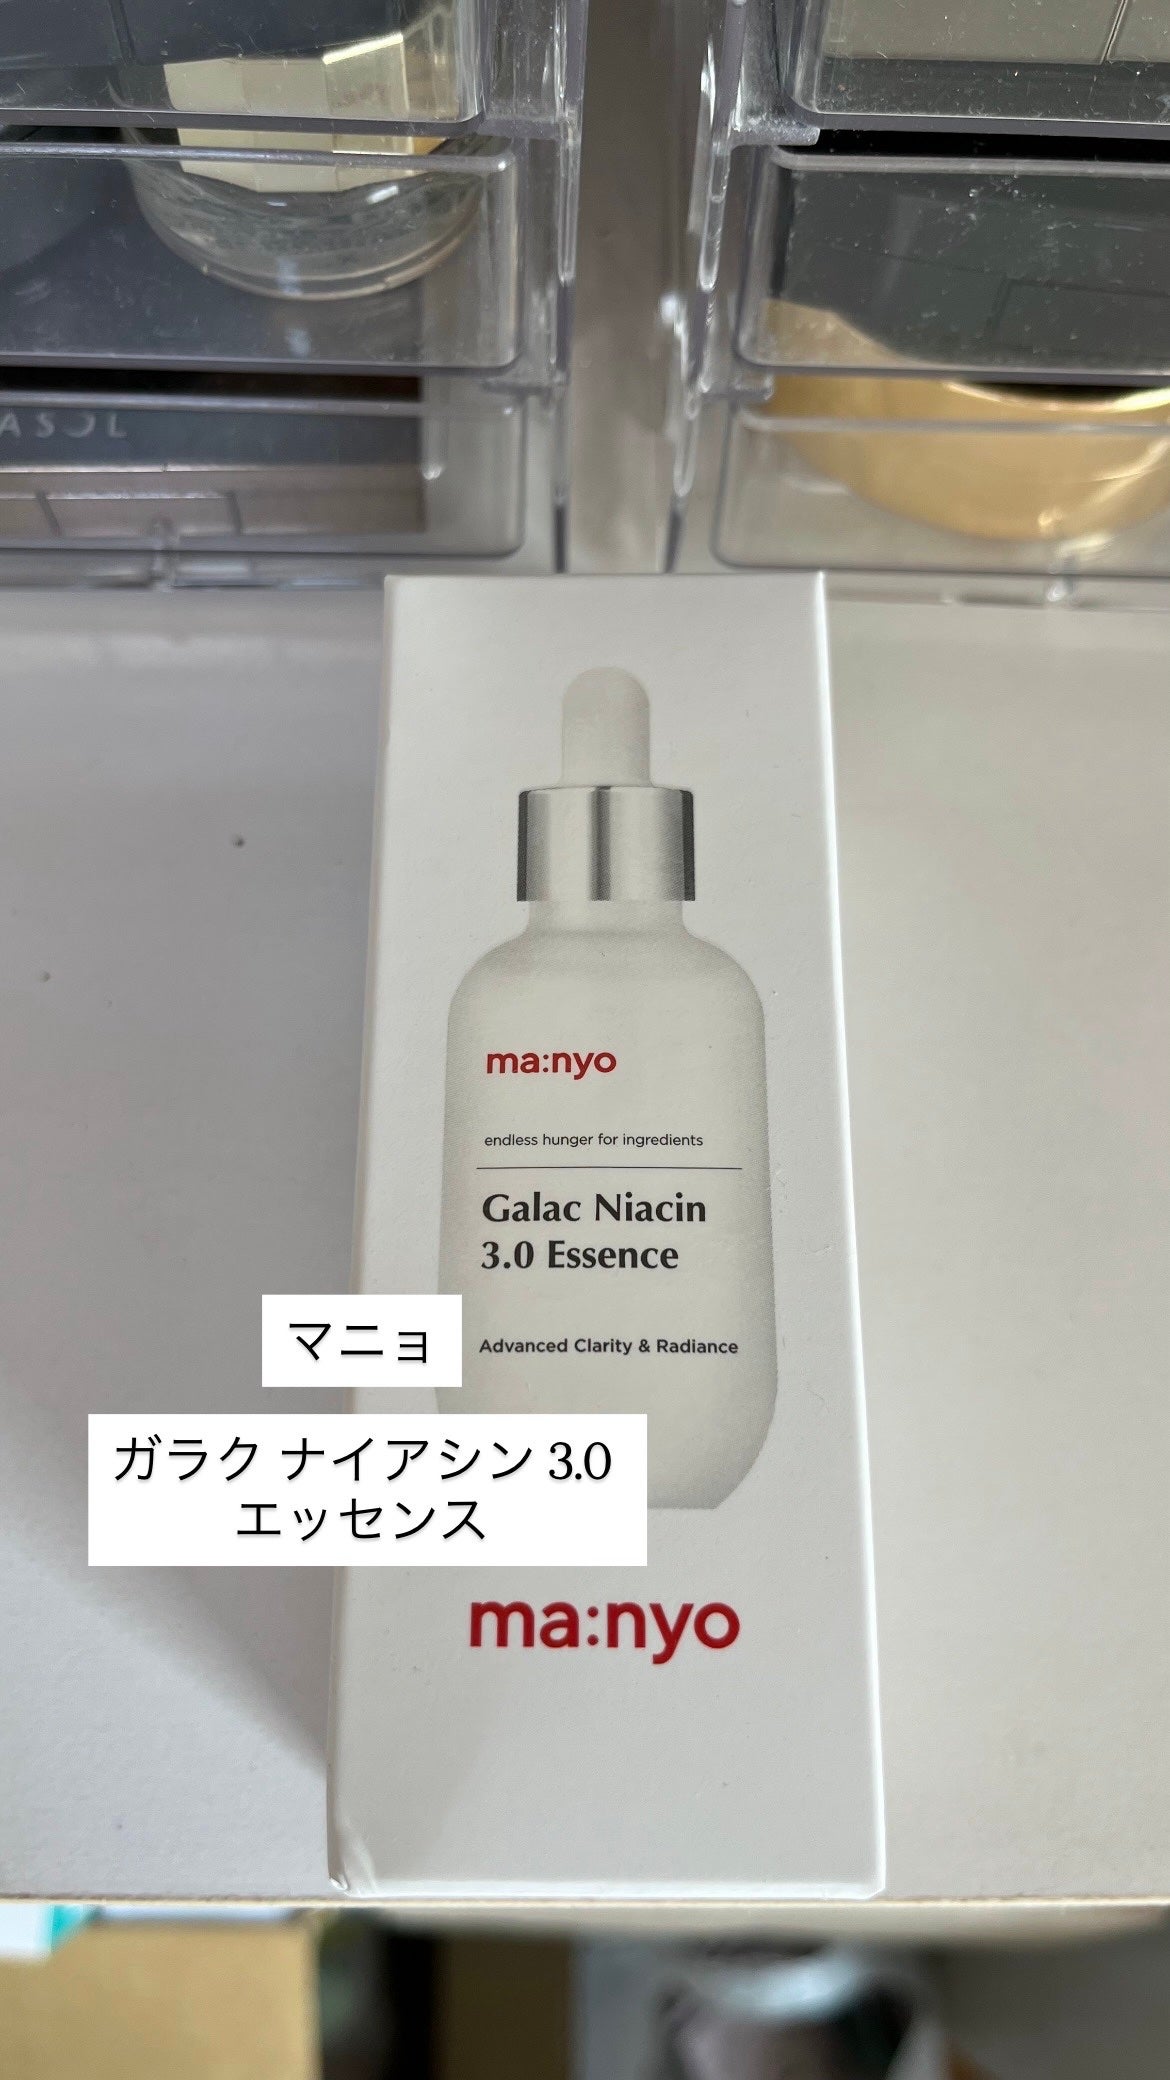 ma:nyo
endless hunger for ingredients
Galac Niacin
3.0 Essence
Advanced Clarity & Radiance
マニョ
ガラク ナイアシン 3.0
エッセンス
ma:nyo